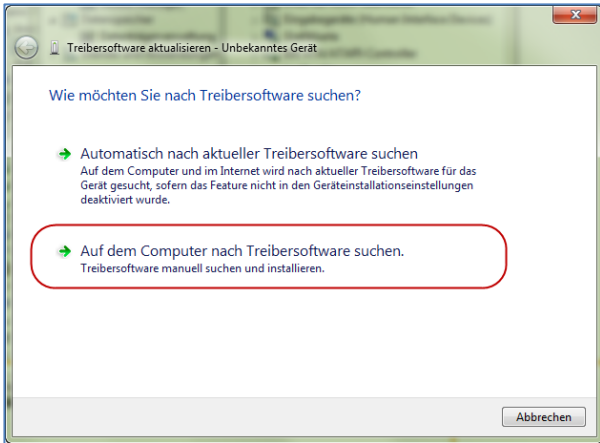 Treibersoftware aktualisieren - Unbekanntes Gerät
Wie möchten Sie nach Treibersoftware suchen?
Automatisch nach aktueller Treibersoftware suchen
Auf dem Computer und im Internet wird nach aktueller Treibersoftware für das
Gerät gesucht, sofern das Feature nicht in den Geräteinstallationseinstellungen
deaktiviert wurde.
Auf dem Computer nach Treibersoftware suchen.
Treibersoftware manuell suchen und installieren.
Abbrechen